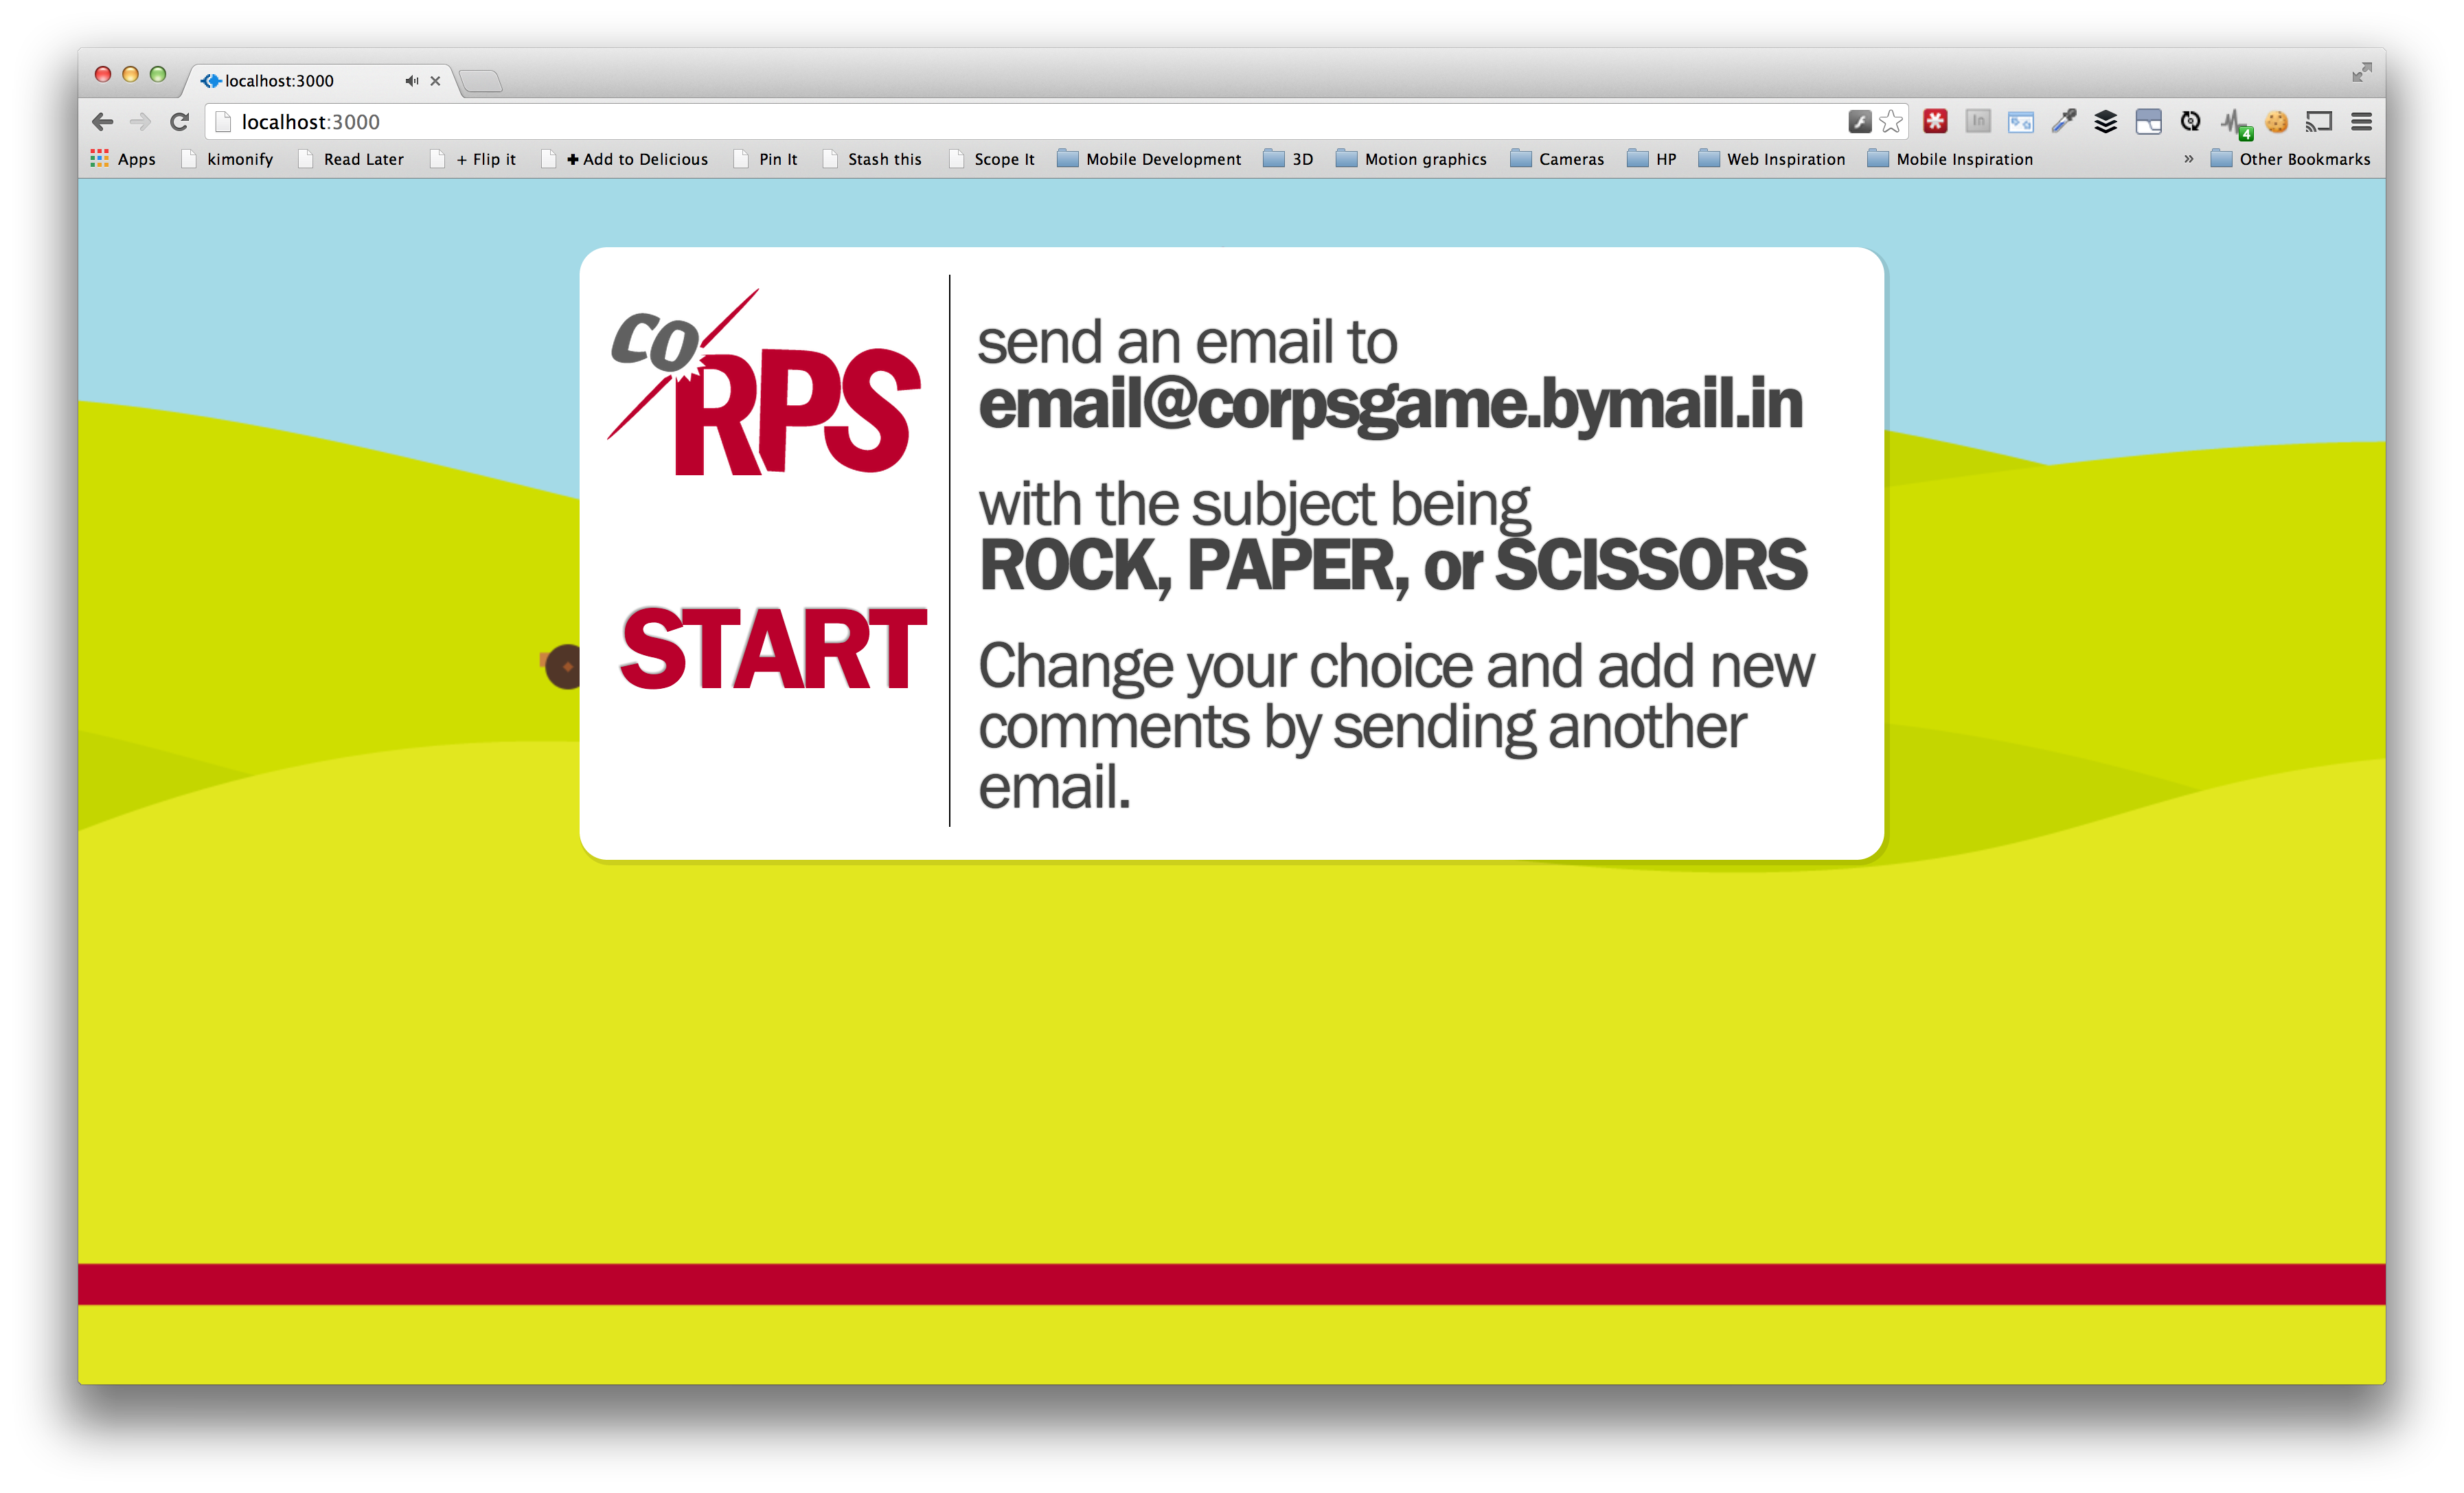 localhost:3000
localhost:3000
Apps kimonify Read Later + Flip it ✚ Add to Delicious Pin It Stash this Scope It Mobile Development 3D Motion graphics Cameras HP Web Inspiration Mobile Inspiration » Other Bookmarks
In
4
co
RPS
START
send an email to
email@corpsgame.bymail.in
with the subject being
ROCK, PAPER, or SCISSORS
Change your choice and add new
comments by sending another
email.